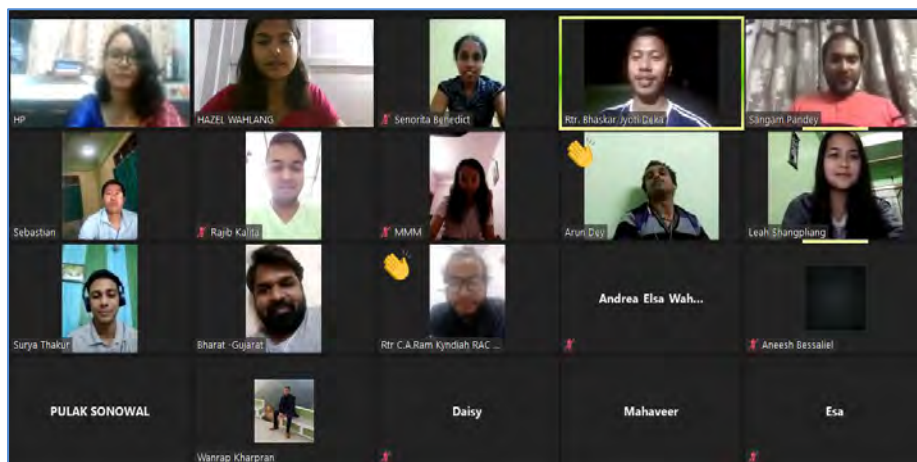 HP
HAZEL WAHLANG
Senorita Benedict
Rtr. Bhaskar Jyoti Deka
Sangam Pandey
Sebastian
Rajib Kalita
MMM
Arun Dey
Leah Shangpliang
Surya Thakur
Bharat -Gujarat
Rtr C.A.Ram Kyndiah RAC ...
Andrea Elsa Wah...
Aneesh Bessaliel
PULAK SONOWAL
Wanrap Kharpran
Daisy
Mahaveer
Esa